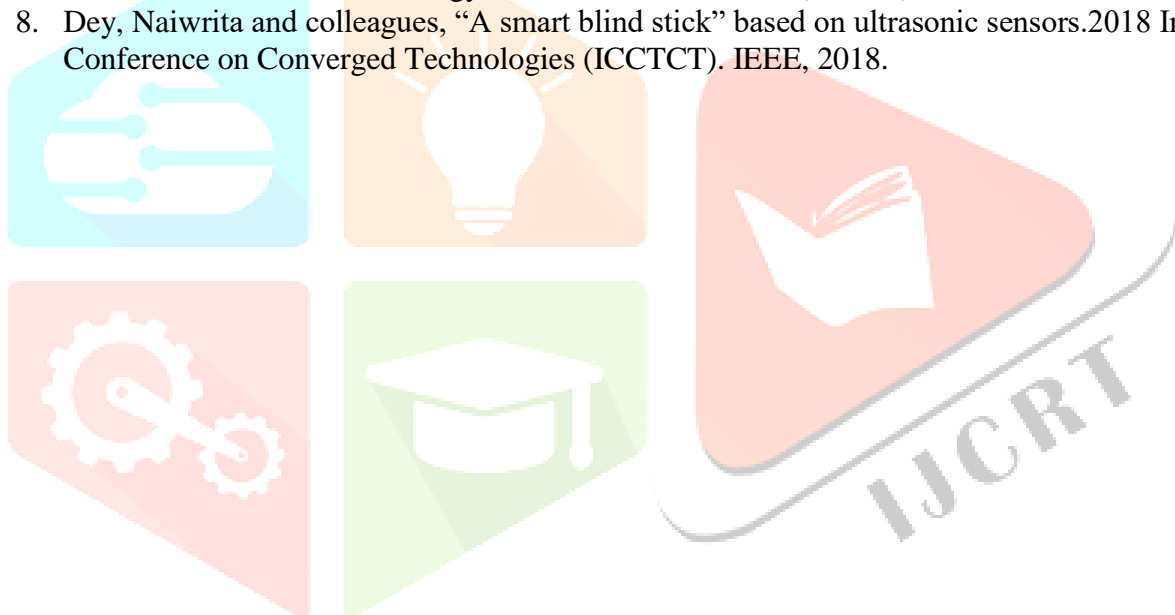 8. Dey, Naiwrita and colleagues, “A smart blind stick” based on ultrasonic sensors.2018
Conference on Converged Technologies (ICCTCT). IEEE, 2018.
IJCRT